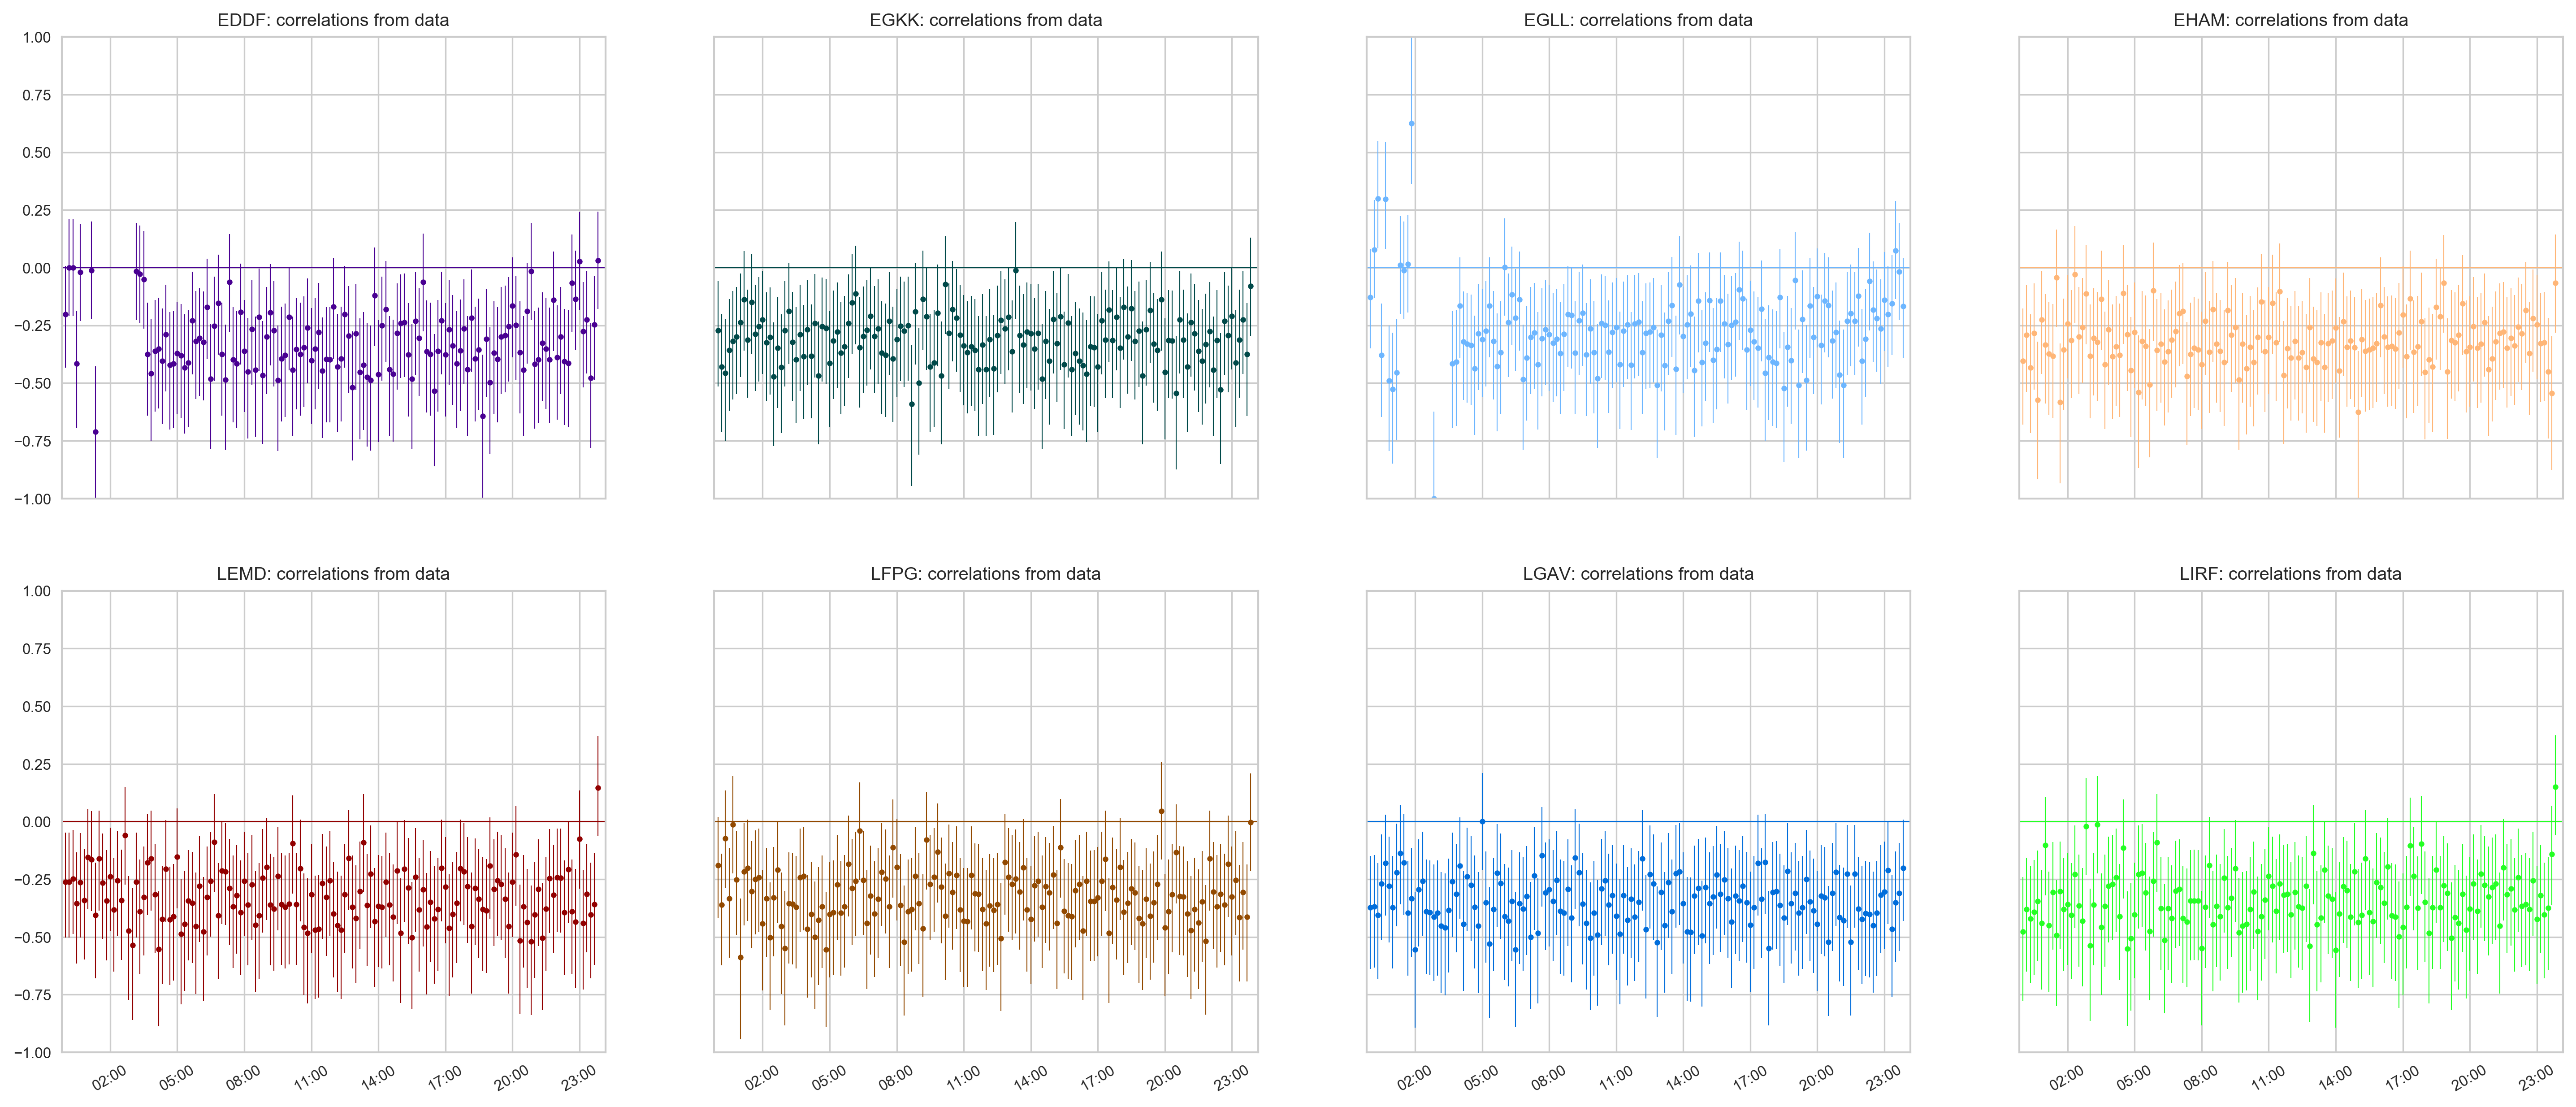 EDDF: correlations from data
EGKK: correlations from data
EGLL: correlations from data
EHAM: correlations from data
1.00
0.75
0.50
0.25
0.00
−0.25
−0.50
−0.75
−1.00
LEMD: correlations from data
LFPG: correlations from data
LGAV: correlations from data
LIRF: correlations from data
1.00
0.75
0.50
0.25
0.00
−0.25
−0.50
−0.75
−1.00
02:00 05:00 08:00 11:00 14:00 17:00 20:00 23:00
02:00 05:00 08:00 11:00 14:00 17:00 20:00 23:00
02:00 05:00 08:00 11:00 14:00 17:00 20:00 23:00
02:00 05:00 08:00 11:00 14:00 17:00 20:00 23:00